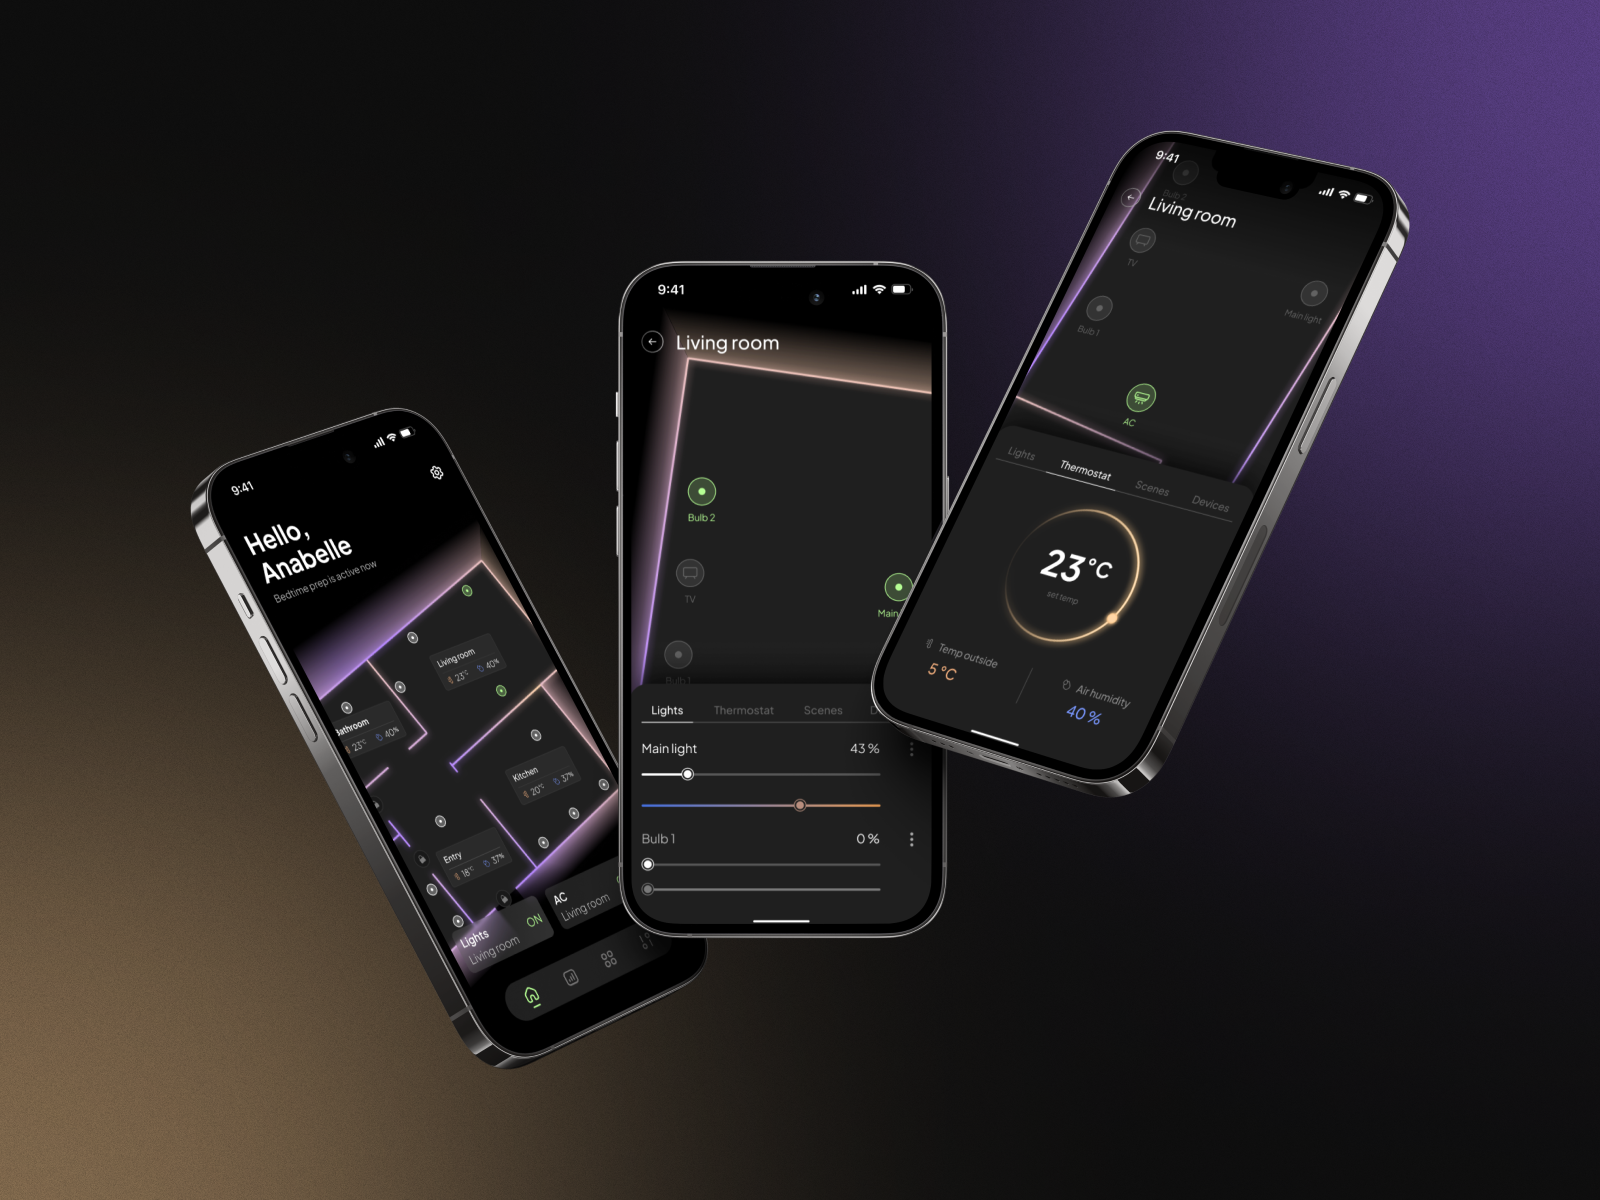 9:41
Hello,
Anabelle
Bedtime prep is active now
Living room
23°C
40%
Bathroom
23°C
40%
Kitchen
20°C
37%
Entry
18°C
37%
Lights
Living room
ON
AC
Living room
9:41
Living room
Bulb 2
TV
Main
Bulb 1
Lights
Thermostat
Scenes
D
Main light
43 %
Bulb 1
0 %
9:41
Bulb 2
Living room
TV
Main light
Bulb 1
AC
Lights
Thermostat
Scenes
Devices
23°C
set temp
Temp outside
5 °C
Air humidity
40 %